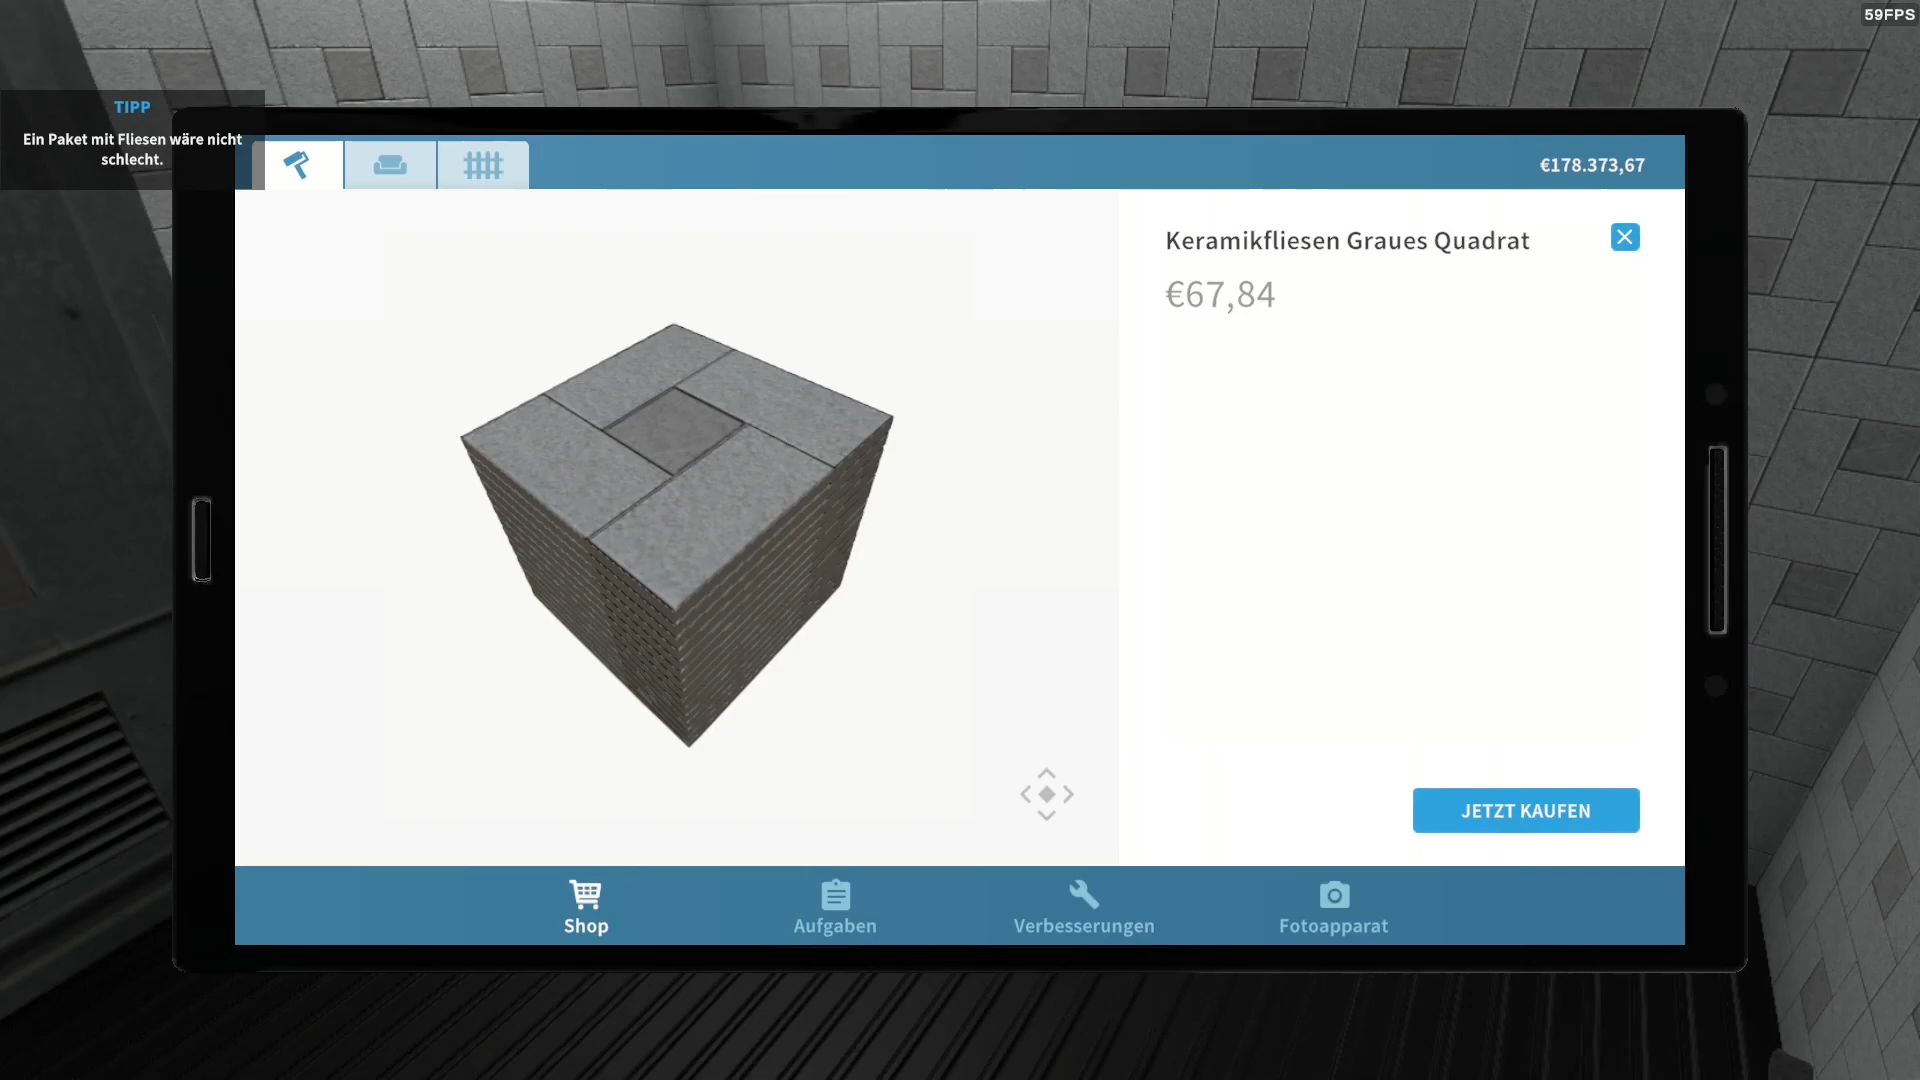 59FPS
TIPP
Ein Paket mit Fliesen wäre nicht
schlecht.
€178.373,67
Keramikfliesen Graues Quadrat
€67,84
JETZT KAUFEN
Shop
Aufgaben
Verbesserungen
Fotoapparat